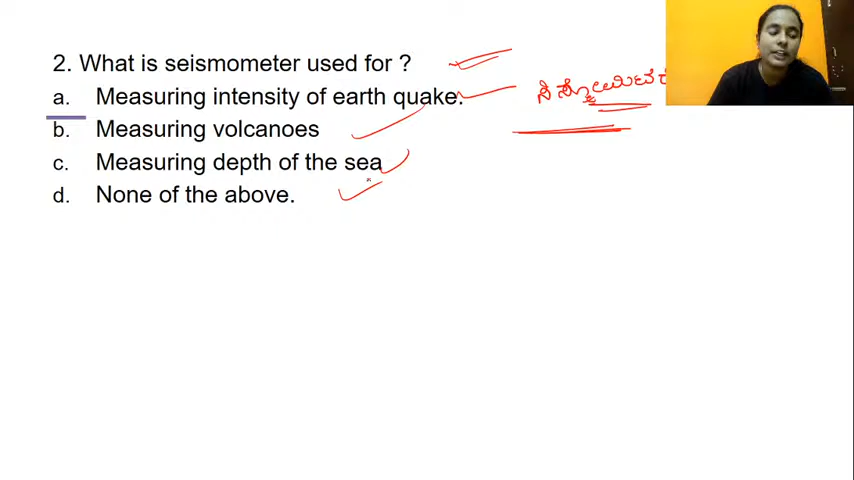 2. What is seismometer used for ?
a. Measuring intensity of earth quake.
b. Measuring volcanoes
c. Measuring depth of the sea
d. None of the above.